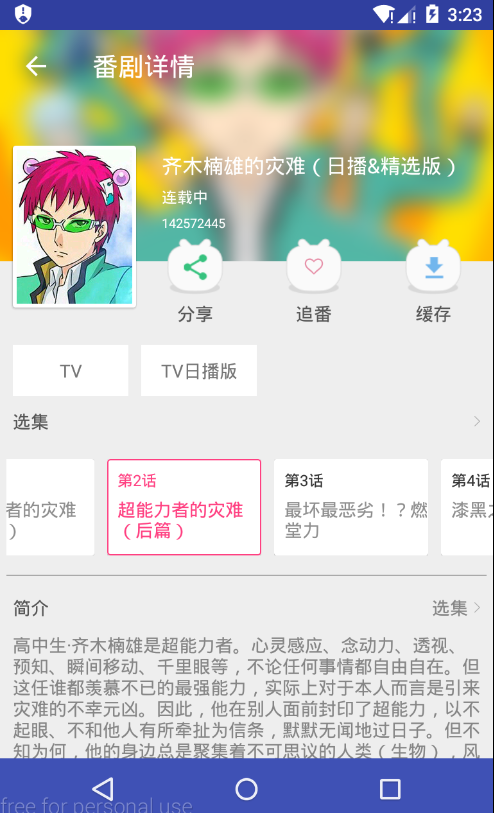 3:23
番剧详情
齐木楠雄的灾难（日播&精选版）
连载中
142572445
分享
追番
缓存
TV
TV日播版
选集
者的灾难
）
第2话
超能力者的灾难
（后篇）
第3话
最坏最恶劣！？燃
堂力
第4话
漆黑
简介
选集
高中生·齐木楠雄是超能力者。心灵感应、念动力、透视、
预知、瞬间移动、千里眼等，不论任何事情都自由自在。但
这任谁都羡慕不已的最强能力，实际上对于本人而言是引来
灾难的不幸元凶。因此，他在别人面前封印了超能力，以不
起眼、不和他人有所牵扯为信条，默默无闻地过日子。但不
知为何，他的身边总是聚集着不可思议的人类（生物），风
free for personal use